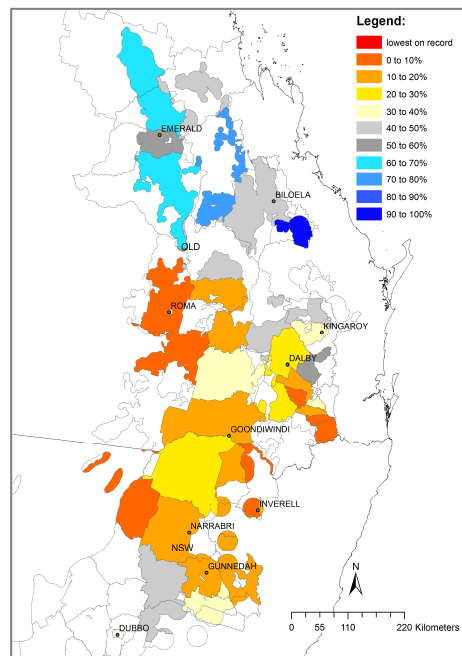 Legend:
lowest on record
0 to 10%
10 to 20%
20 to 30%
30 to 40%
40 to 50%
50 to 60%
60 to 70%
70 to 80%
80 to 90%
90 to 100%
EMERALD
BILOELA
QLD
ROMA
KINGAROY
DALBY
GOONDIWINDI
INVERELL
NARRABRI
NSW
GUNNEDAH
DUBBO
N
0 55 110 220 Kilometers